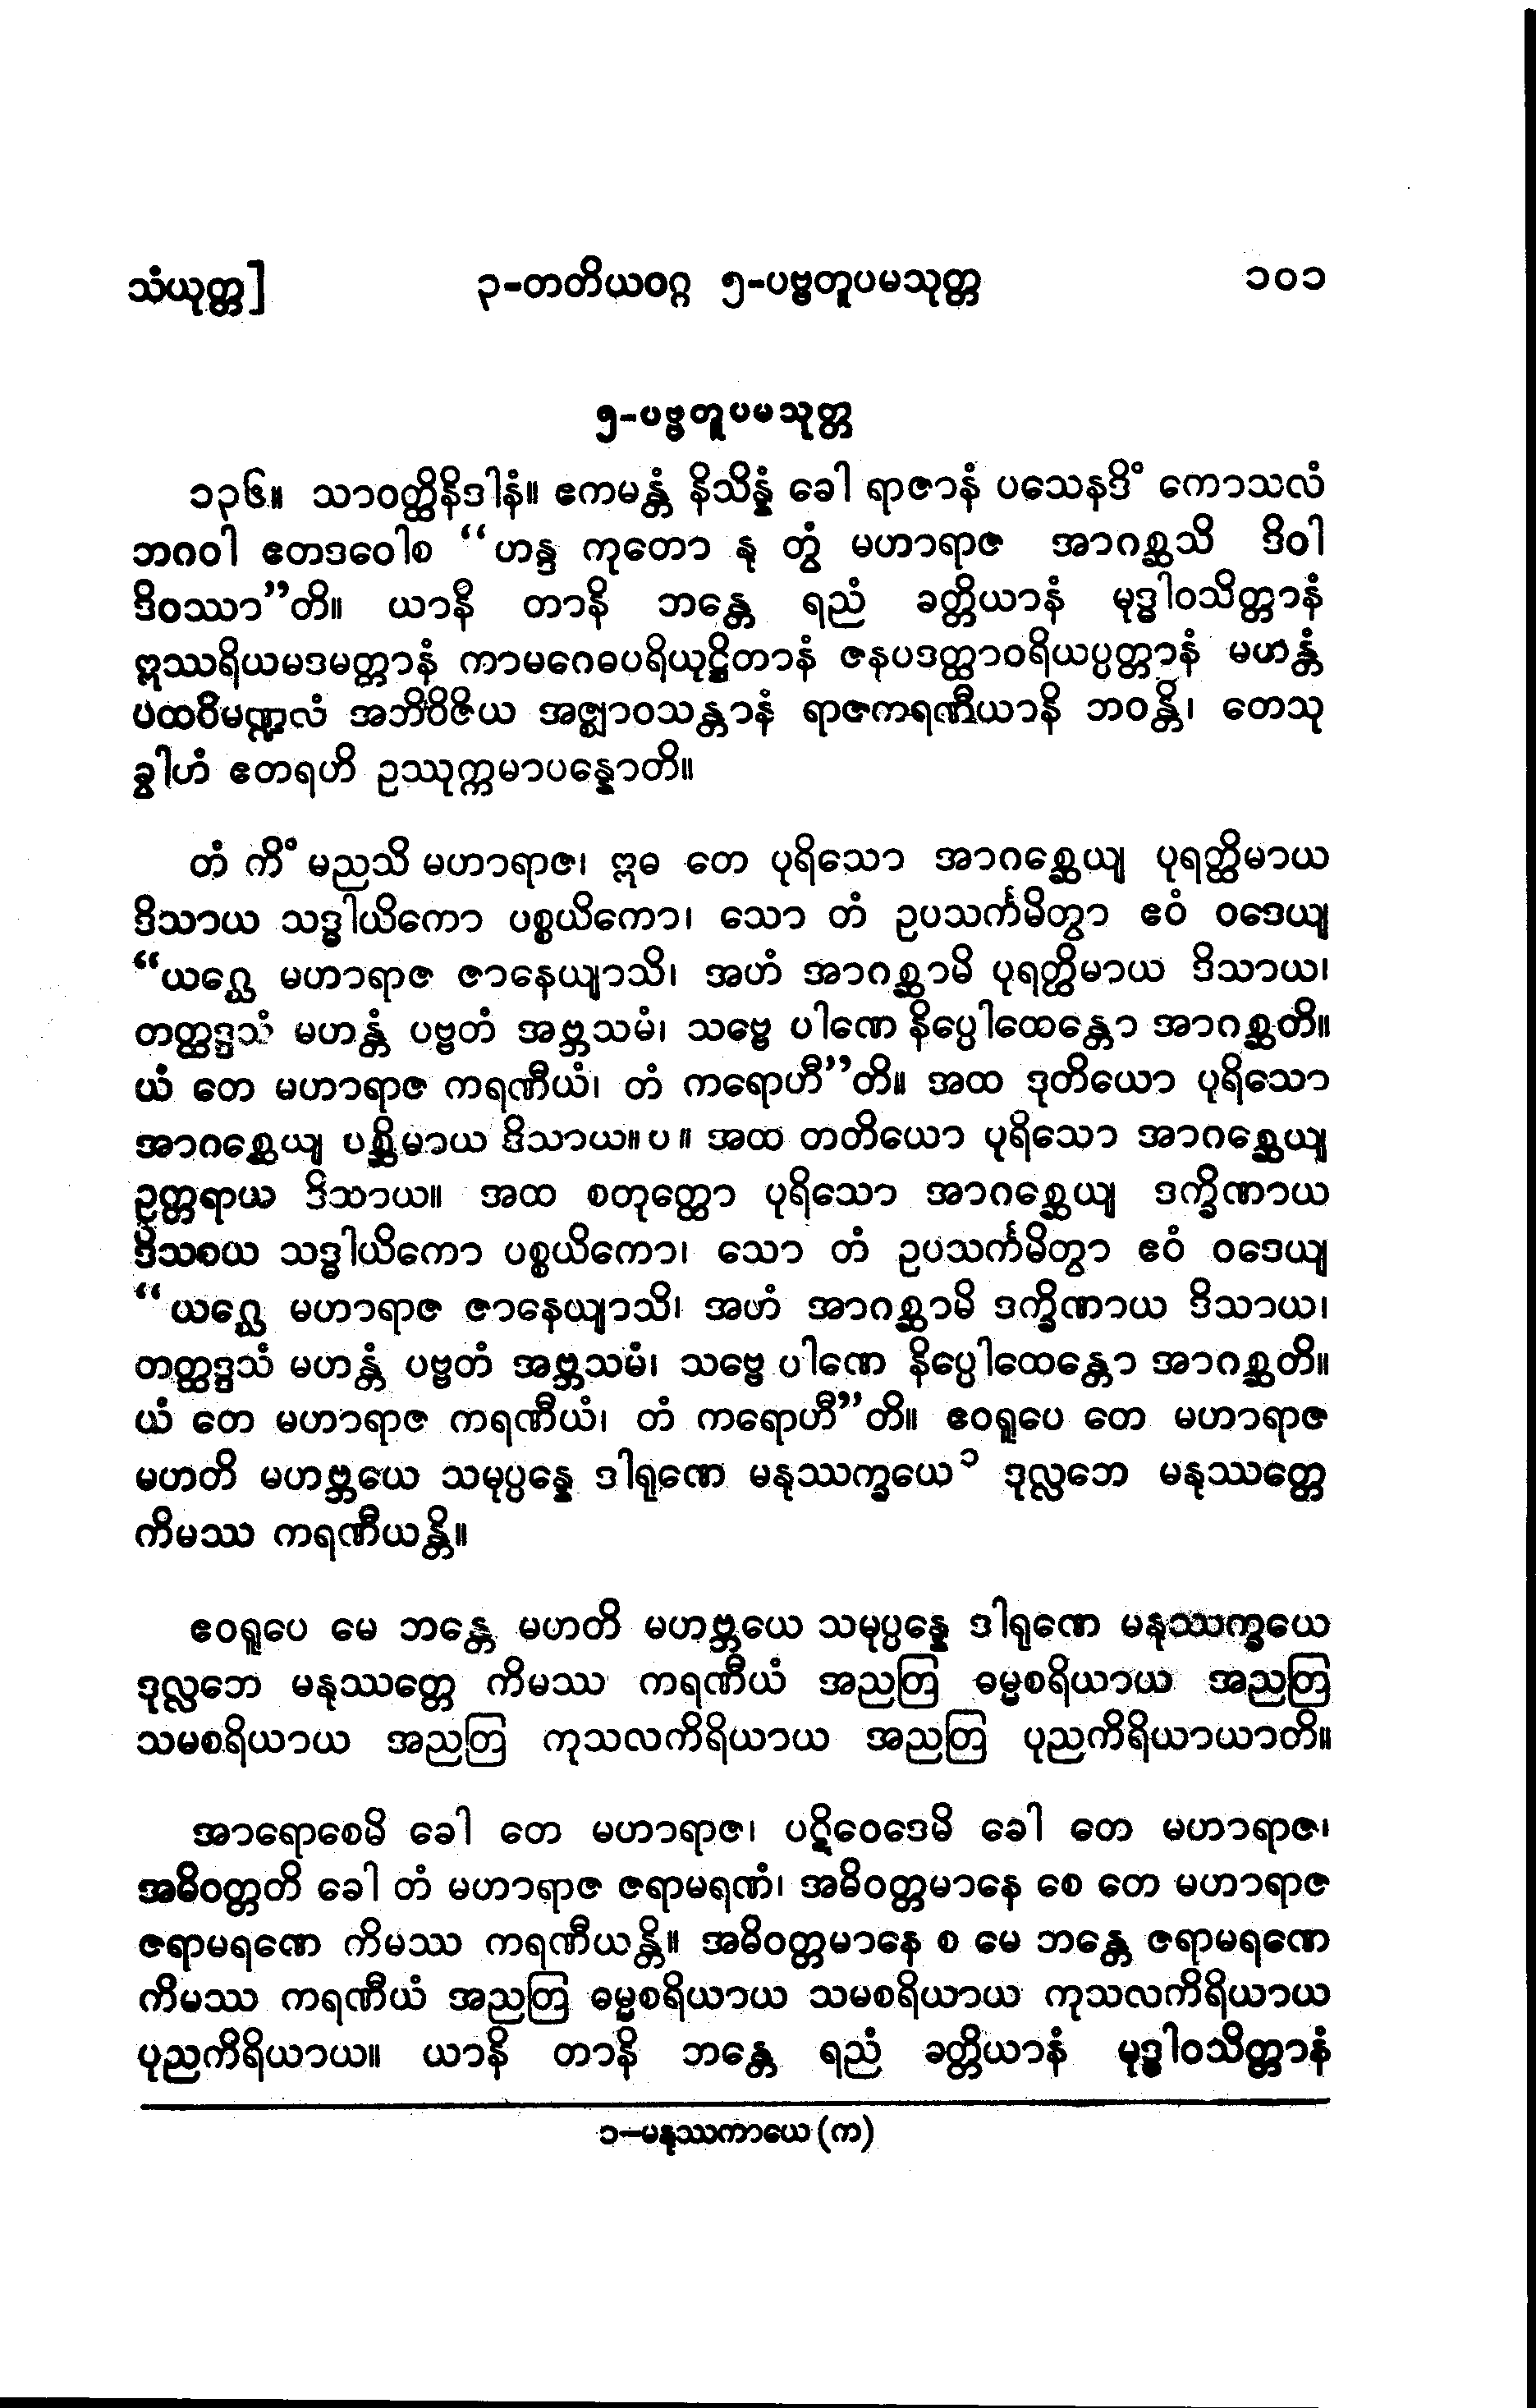 သံယုတ္တ]
၃-တတိယဝဂ္ဂ ၅-ပဗ္ဗတူပမသုတ္တ
၁၀၁
၅-ပဗ္ဗတူပမသုတ္တ
၁၃၆။ သာဝတ္ထိနိဒါနံ။ ဧကမန္တံ နိသိန္နံ ခေါ ရာဇာနံ ပသေနဒိံ ကောသလံ
ဘဂဝါ ဧတဒဝေါစ “ဟန္ဒ ကုတော နု တွံ မဟာရာဇ အာဂစ္ဆသိ ဒိဝါ
ဒိဝဿာ”တိ။ ယာနိ တာနိ ဘန္တေ ရညံ ခတ္တိယာနံ မုဒ္ဓါဝသိတ္တာနံ
ဣဿရိယမဒမတ္တာနံ ကာမဂေဓပရိယုဋ္ဌိတာနံ ဇနပဒတ္ထာဝရိယပ္ပတ္တာနံ မဟန္တံ
ပထဝိမဏ္ဍလံ အဘိဝိဇိယ အဇ္ဈာဝသန္တာနံ ရာဇကရဏီယာနိ ဘဝန္တိ၊ တေသု
ခွါဟံ ဧတရဟိ ဥဿုက္ကမာပန္နောတိ။
တံ ကိံ မညသိ မဟာရာဇ၊ ဣဓ တေ ပုရိသော အာဂစ္ဆေယျ ပုရတ္ထိမာယ
ဒိသာယ သဒ္ဓါယိကော ပစ္စယိကော၊ သော တံ ဥပသင်္ကမိတွာ ဧဝံ ဝဒေယျ
“ယဂ္ဃေ မဟာရာဇ ဇာနေယျာသိ၊ အဟံ အာဂစ္ဆာမိ ပုရတ္ထိမာယ ဒိသာယ၊
တတ္ထဒ္ဒသံ မဟန္တံ ပဗ္ဗတံ အဗ္ဘသမံ၊ သဗ္ဗေ ပါဏေ နိပ္ပေါထေန္တော အာဂစ္ဆတိ။
ယံ တေ မဟာရာဇ ကရဏီယံ၊ တံ ကရောဟီ”တိ။ အထ ဒုတိယော ပုရိသော
အာဂစ္ဆေယျ ပစ္ဆိမာယ ဒိသာယ။ ပ ။ အထ တတိယော ပုရိသော အာဂစ္ဆေယျ
ဥတ္တရာယ ဒိသာယ။ အထ စတုတ္ထော ပုရိသော အာဂစ္ဆေယျ ဒက္ခိဏာယ
ဒိသစယ သဒ္ဓါယိကော ပစ္စယိကော၊ သော တံ ဥပသင်္ကမိတွာ ဧဝံ ဝဒေယျ
“ယဂ္ဃေ မဟာရာဇ ဇာနေယျာသိ၊ အဟံ အာဂစ္ဆာမိ ဒက္ခိဏာယ ဒိသာယ၊
တတ္ထဒ္ဒသံ မဟန္တံ ပဗ္ဗတံ အဗ္ဘသမံ၊ သဗ္ဗေ ပါဏေ နိပ္ပေါထေန္တော အာဂစ္ဆတိ။
ယံ တေ မဟာရာဇ ကရဏီယံ၊ တံ ကရောဟီ”တိ။ ဧဝရူပေ တေ မဟာရာဇ
မဟတိ မဟဗ္ဘယေ သမုပ္ပန္နေ ဒါရုဏေ မနုဿက္ခယေ ၁ ဒုလ္လဘေ မနုဿတ္တေ
ကိမဿ ကရဏီယန္တိ။
ဧဝရူပေ မေ ဘန္တေ မဟတိ မဟဗ္ဘယေ သမုပ္ပန္နေ ဒါရုဏေ မနုဿက္ခယေ
ဒုလ္လဘေ မနုဿတ္တေ ကိမဿ ကရဏီယံ အညတြ ဓမ္မစရိယာယ အညတြ
သမစရိယာယ အညတြ ကုသလကိရိယာယ အညတြ ပုညကိရိယာယာတိ။
အာရောစေမိ ခေါ တေ မဟာရာဇ၊ ပဋိဝေဒေမိ ခေါ တေ မဟာရာဇ၊
အဓိဝတ္တတိ ခေါ တံ မဟာရာဇ ဇရာမရဏံ၊ အဓိဝတ္တမာနေ စေ တေ မဟာရာဇ
ဇရာမရဏေ ကိမဿ ကရဏီယန္တိ။ အဓိဝတ္တမာနေ စ မေ ဘန္တေ ဇရာမရဏေ
ကိမဿ ကရဏီယံ အညတြ ဓမ္မစရိယာယ သမစရိယာယ ကုသလကိရိယာယ
ပုညကိရိယာယ။ ယာနိ တာနိ ဘန္တေ ရညံ ခတ္တိယာနံ မုဒ္ဓါဝသိတ္တာနံ
၁–မနုဿကာယေ (က)